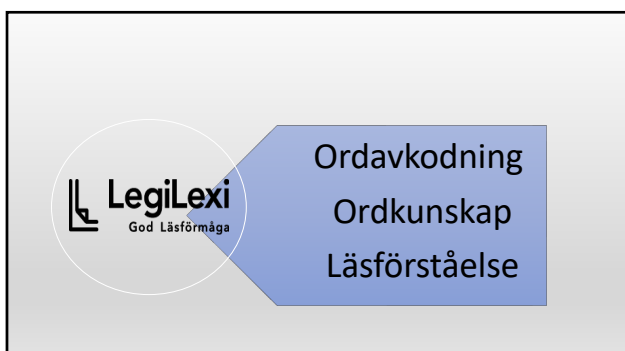 LegiLexi
God Läsförmåga
Ordavkodning
Ordkunskap
Läsförståelse